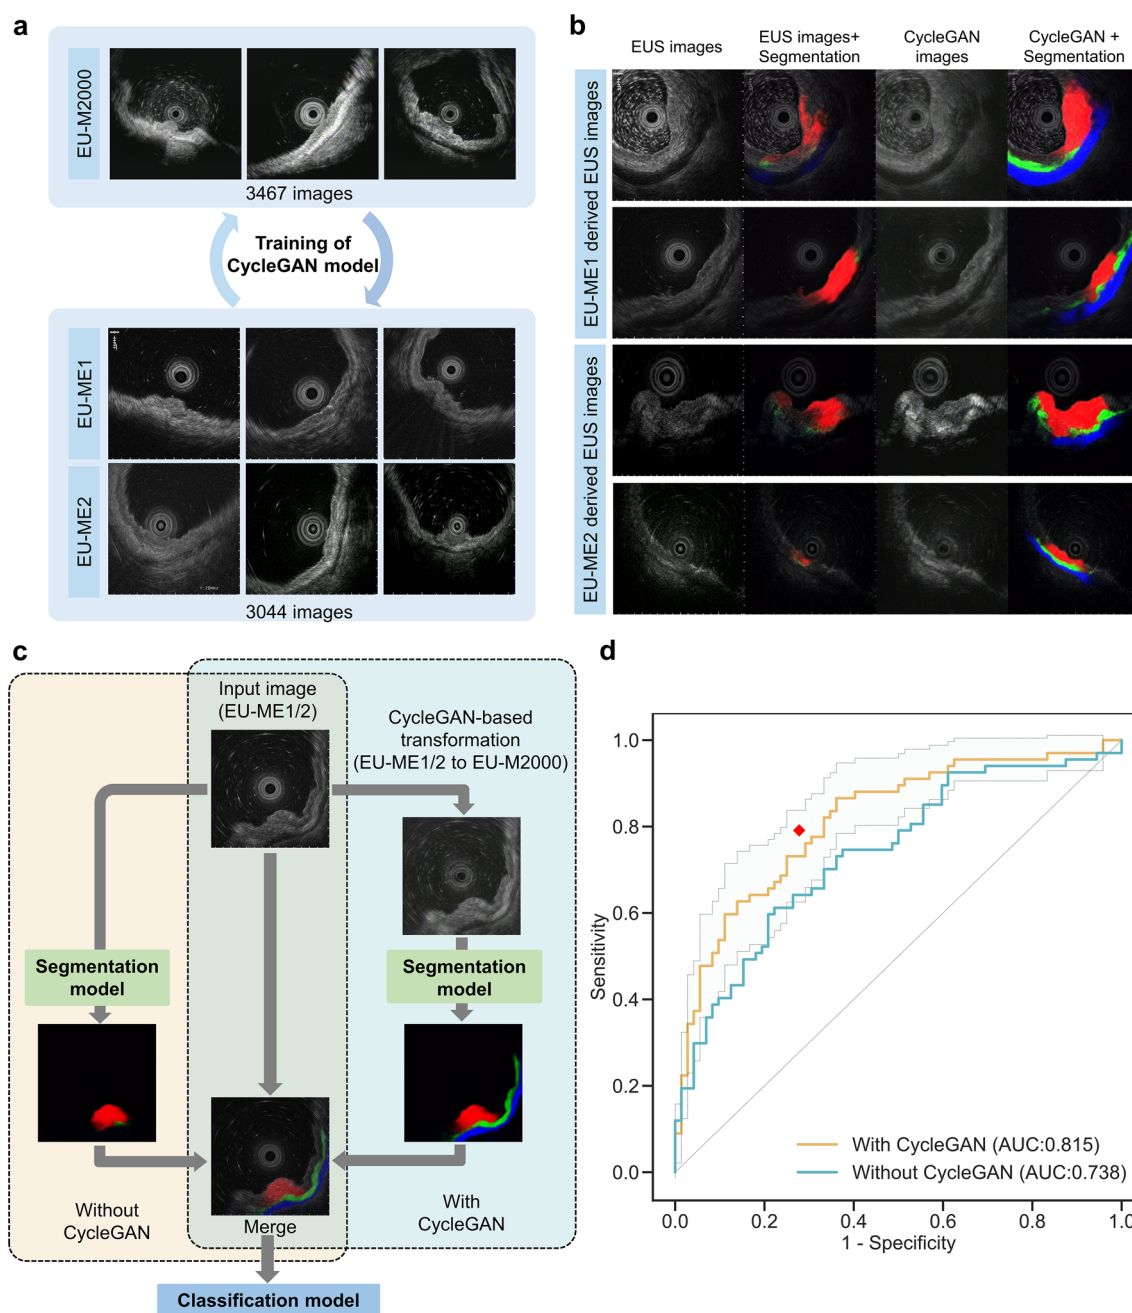 a
EU-M2000
3467 images
Training of
CycleGAN model
EU-ME1
EU-ME2
3044 images
b
EUS images
EUS images+
Segmentation
CycleGAN
images
CycleGAN +
Segmentation
EU-ME1 derived EUS images
EU-ME2 derived EUS images
c
Input image
(EU-ME1/2)
CycleGAN-based
transformation
(EU-ME1/2 to EU-M2000)
Segmentation
model
Segmentation
model
Without
CycleGAN
Merge
With
CycleGAN
Classification model
d
Sensitivity
1.0
0.8
0.6
0.4
0.2
0.0
With CycleGAN (AUC:0.815)
Without CycleGAN (AUC:0.738)
0.0
0.2
0.4
0.6
0.8
1.0
1 - Specificity